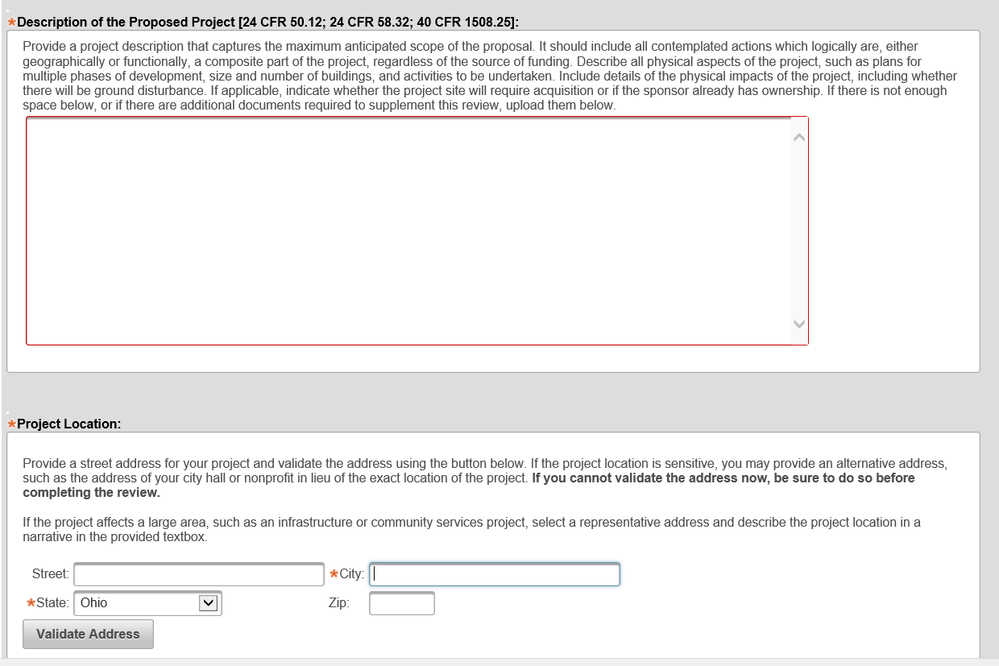 *Description of the Proposed Project [24 CFR 50.12; 24 CFR 58.32; 40 CFR 1508.25]:
Provide a project description that captures the maximum anticipated scope of the proposal. It should include all contemplated actions which logically are, either
geographically or functionally, a composite part of the project, regardless of the source of funding. Describe all physical aspects of the project, such as plans for
multiple phases of development, size and number of buildings, and activities to be undertaken. Include details of the physical impacts of the project, including whether
there will be ground disturbance. If applicable, indicate whether the project site will require acquisition or if the sponsor already has ownership. If there is not enough
space below, or if there are additional documents required to supplement this review, upload them below.
*Project Location:
Provide a street address for your project and validate the address using the button below. If the project location is sensitive, you may provide an alternative address,
such as the address of your city hall or nonprofit in lieu of the exact location of the project. If you cannot validate the address now, be sure to do so before
completing the review.
If the project affects a large area, such as an infrastructure or community services project, select a representative address and describe the project location in a
narrative in the provided textbox.
Street: *City:
*State: Ohio Zip:
Validate Address